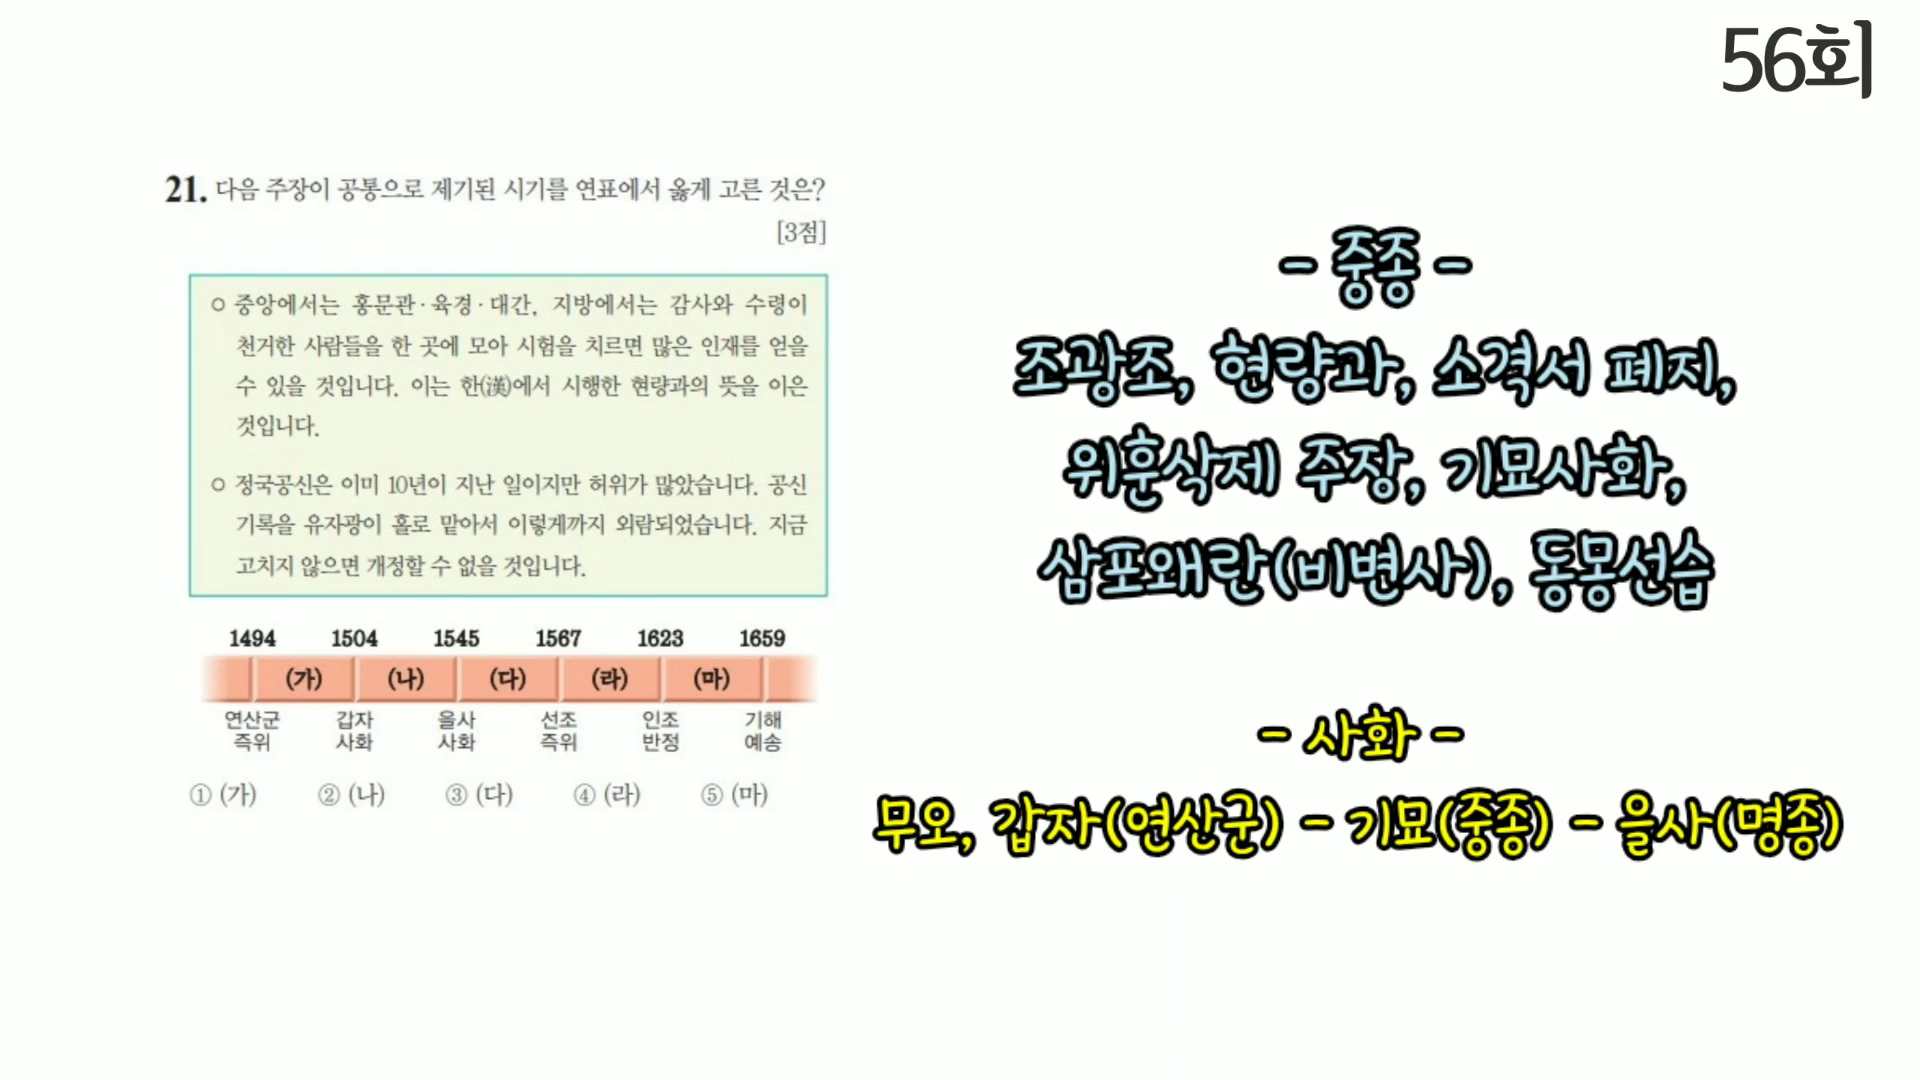 56회
21. 다음 주장이 공통으로 제기된 시기를 연표에서 옳게 고른 것은?
[3점]
○ 중앙에서는 홍문관·육경·대간, 지방에서는 감사와 수령이
천거한 사람들을 한 곳에 모아 시험을 치르면 많은 인재를 얻을
수 있을 것입니다. 이는 한(漢)에서 시행한 현량과의 뜻을 이은
것입니다.
○ 정국공신은 이미 10년이 지난 일이지만 허위가 많았습니다. 공신
기록을 유자광이 홀로 맡아서 이렇게까지 외람되었습니다. 지금
고치지 않으면 개정할 수 없을 것입니다.
1494 1504 1545 1567 1623 1659
(가) (나) (다) (라) (마)
연산군 갑자 을사 선조 인조 기해
즉위 사화 사화 즉위 반정 예송
① (가) ② (나) ③ (다) ④ (라) ⑤ (마)
- 중종 -
조광조, 현량과, 소격서 폐지,
위훈삭제 주장, 기묘사화,
삼포왜란(비변사), 동몽선습
- 사화 -
무오, 갑자(연산군) - 기묘(중종) - 을사(명종)